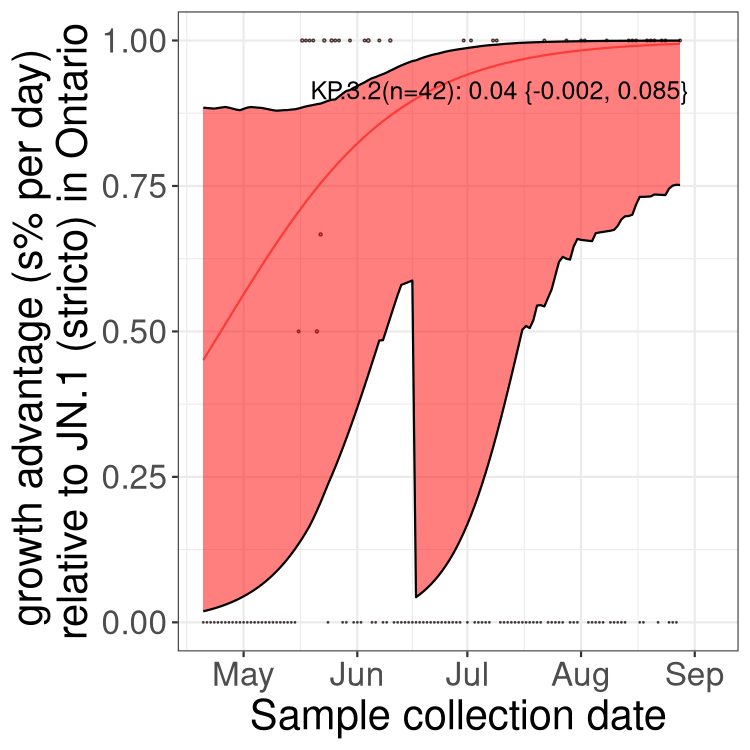 growth advantage (s% per day)
relative to JN.1 (stricto) in Ontario
1.00
0.75
0.50
0.25
0.00
KP.3.2(n=42): 0.04 {-0.002, 0.085}
May Jun Jul Aug Sep
Sample collection date